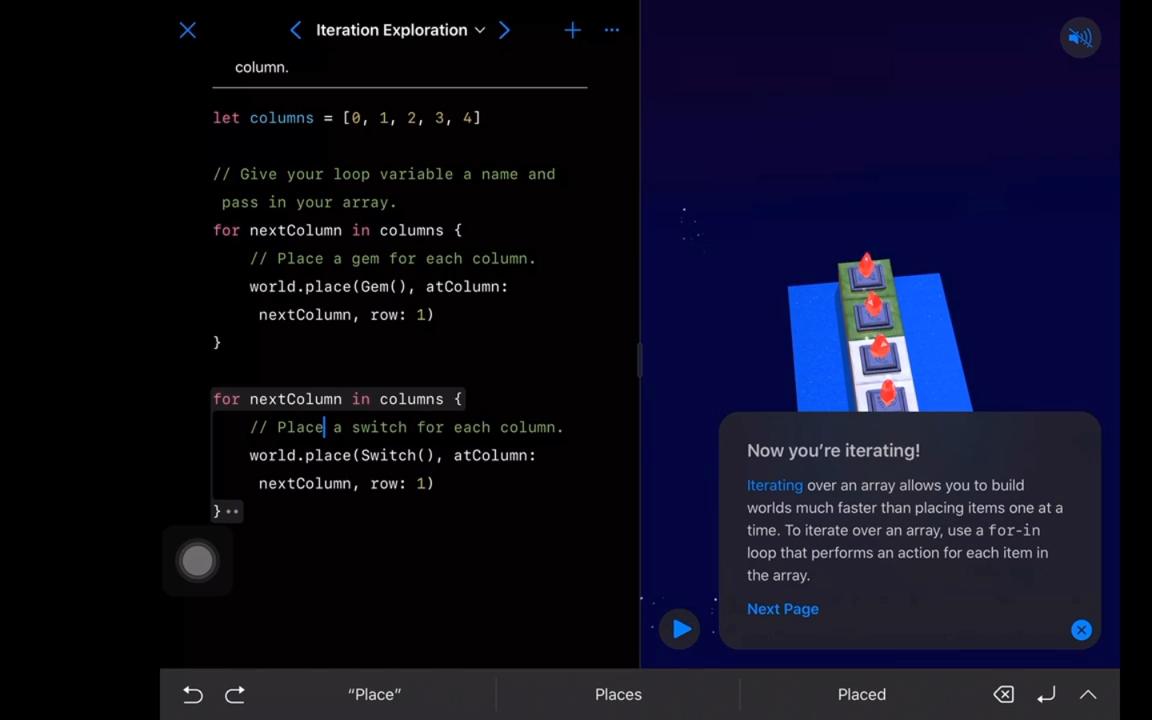 Iteration Exploration
column.
let columns = [0, 1, 2, 3, 4]
// Give your loop variable a name and
pass in your array.
for nextColumn in columns {
// Place a gem for each column.
world.place(Gem(), atColumn:
nextColumn, row: 1)
}
for nextColumn in columns {
// Place a switch for each column.
world.place(Switch(), atColumn:
nextColumn, row: 1)
}
Now you’re iterating!
Iterating over an array allows you to build
worlds much faster than placing items one at a
time. To iterate over an array, use a for-in
loop that performs an action for each item in
the array.
Next Page
“Place”
Places
Placed